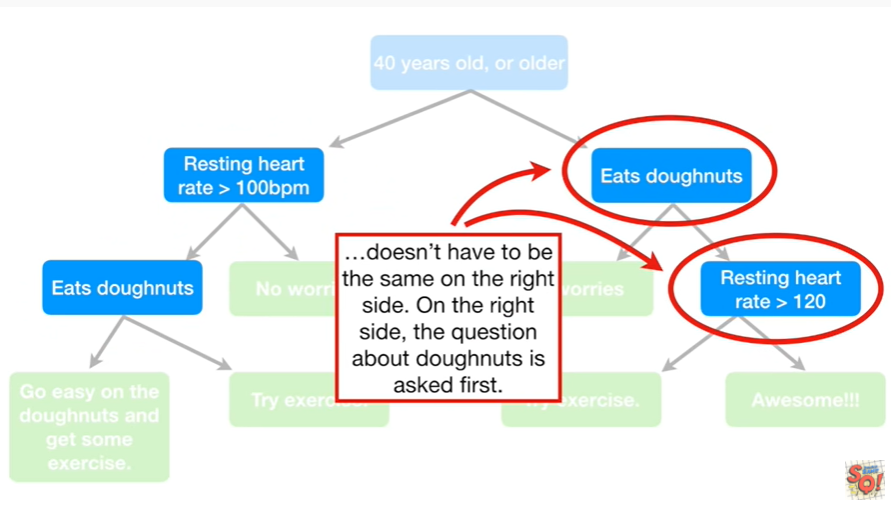 40 years old, or older
Resting heart
rate > 100bpm
Eats doughnuts
Eats doughnuts
No worri
…doesn’t have to be
the same on the right
side. On the right
side, the question
about doughnuts is
asked first.
orries
Resting heart
rate > 120
Go easy on the
doughnuts and
get some
exercise.
Try exercise.
exercise.
Awesome!!!
SQ!